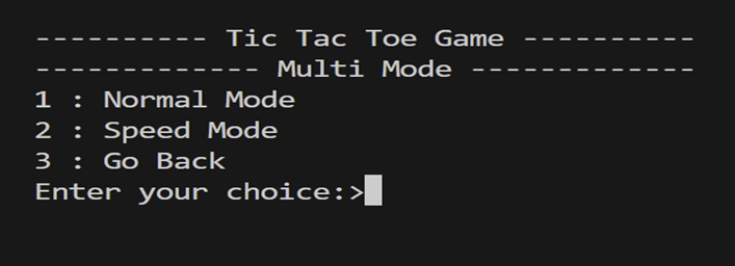 ---------- Tic Tac Toe Game ----------
------------- Multi Mode -------------
1 : Normal Mode
2 : Speed Mode
3 : Go Back
Enter your choice:>